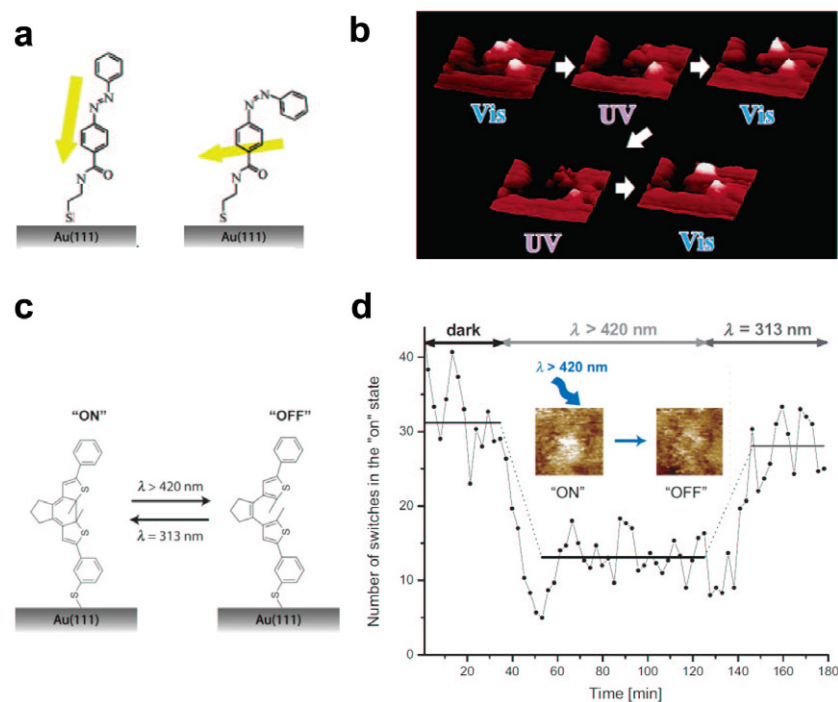 a
N
N
N
O
S
Au(111)
N
N
N
O
S
Au(111)
b
Vis
UV
Vis
UV
Vis
c
"ON"
"OFF"
S
S
S
λ > 420 nm
λ = 313 nm
S
S
S
Au(111)
Au(111)
d
dark
λ > 420 nm
λ = 313 nm
λ > 420 nm
"ON"
"OFF"
Number of switches in the "on" state
40
30
20
10
0
20 40 60 80 100 120 140 160 180
Time [min]